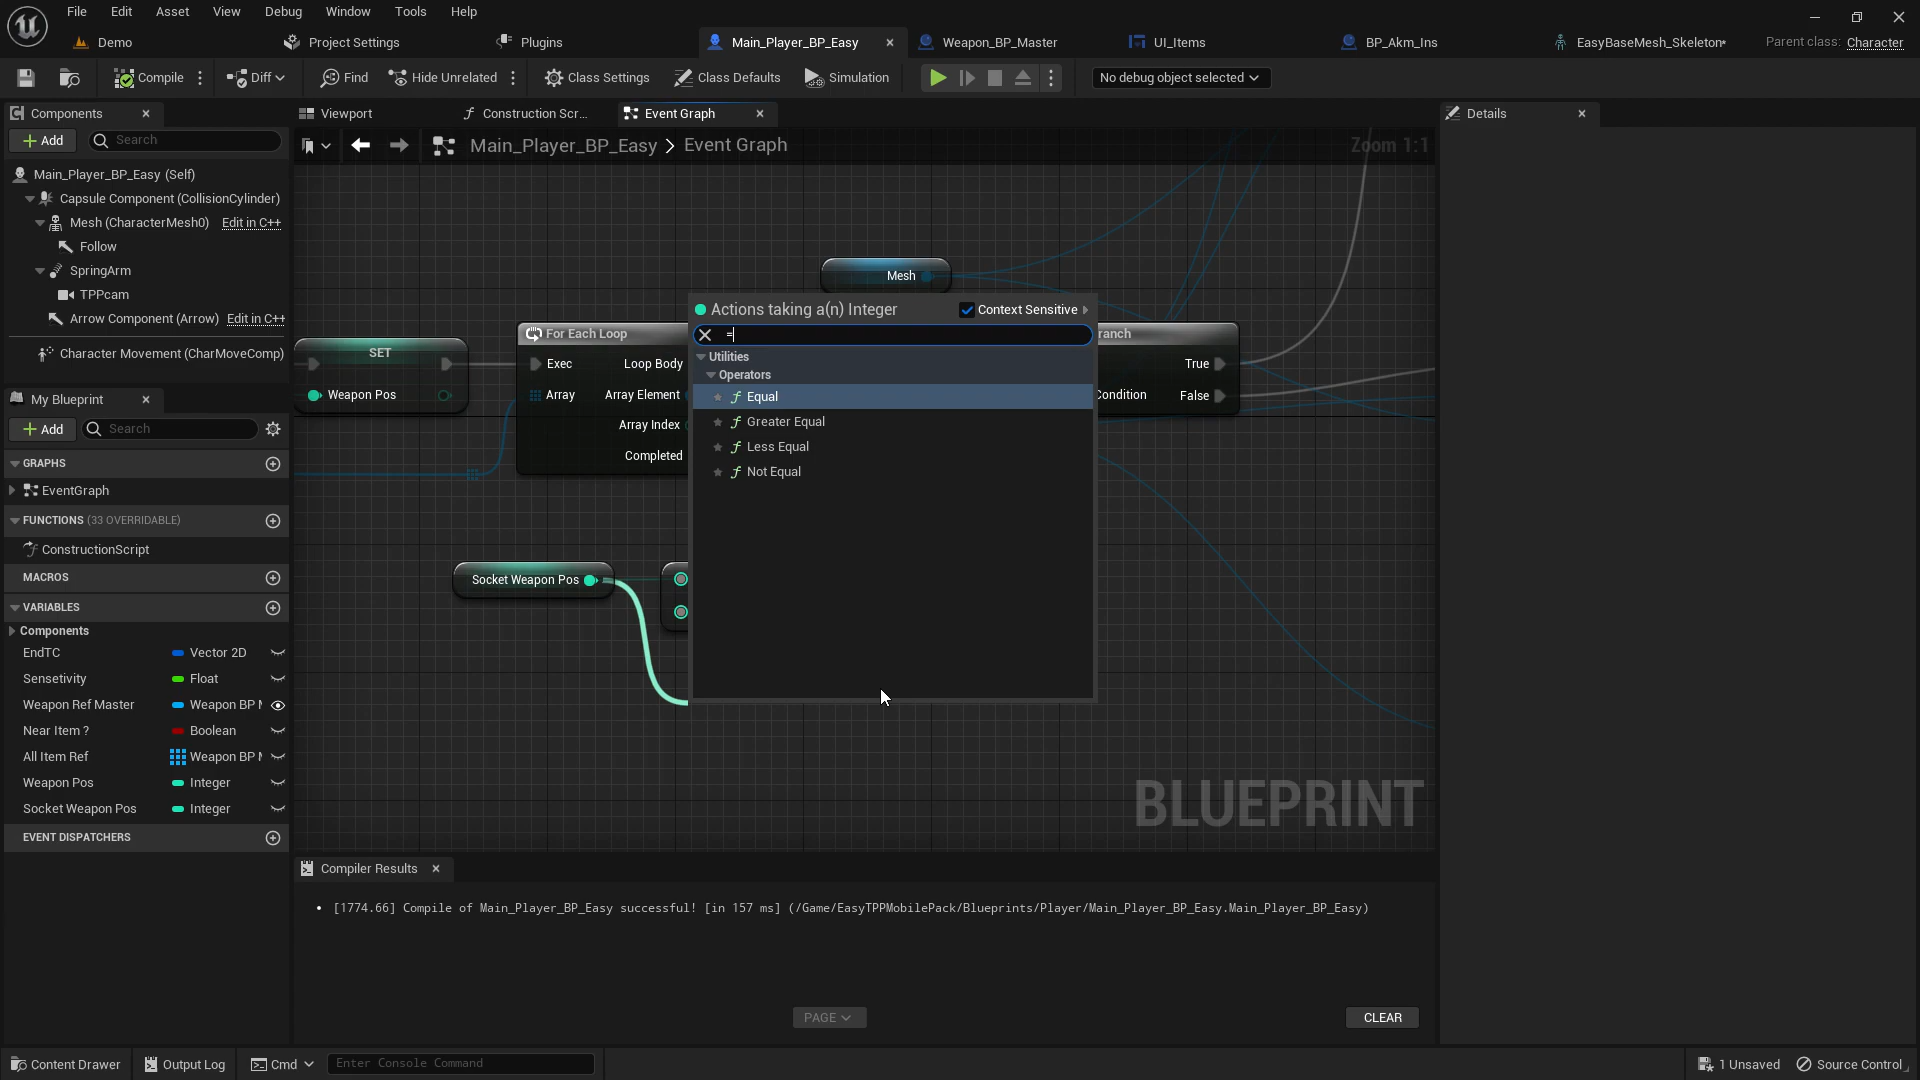 File Edit Asset View Debug Window Tools Help
Demo Project Settings Plugins Main_Player_BP_Easy Weapon_BP_Master UI_Items BP_Akm_Ins EasyBaseMesh_Skeleton* Parent class: Character
Compile Diff Find Hide Unrelated Class Settings Class Defaults Simulation No debug object selected
Components
Add Search
Main_Player_BP_Easy (Self)
Capsule Component (CollisionCylinder)
Mesh (CharacterMesh0) Edit in C++
Follow
SpringArm
TPPcam
Arrow Component (Arrow) Edit in C++
Character Movement (CharMoveComp)
My Blueprint
Add Search
GRAPHS
EventGraph
FUNCTIONS (33 OVERRIDABLE)
ConstructionScript
MACROS
VARIABLES
Components
EndTC Vector 2D
Sensetivity Float
Weapon Ref Master Weapon BP M
Near Item ? Boolean
All Item Ref Weapon BP M
Weapon Pos Integer
Socket Weapon Pos Integer
EVENT DISPATCHERS
Viewport Construction Scr... Event Graph
Main_Player_BP_Easy > Event Graph
Zoom 1:1
Mesh
SET
Weapon Pos
For Each Loop
Exec Loop Body
Array Array Element
Array Index
Completed
Socket Weapon Pos
Actions taking a(n) Integer Context Sensitive
=
Utilities
Operators
Equal
Greater Equal
Less Equal
Not Equal
ranch
True
Condition False
BLUEPRINT
Details
Compiler Results
• [1774.66] Compile of Main_Player_BP_Easy successful! [in 157 ms] (/Game/EasyTPPMobilePack/Blueprints/Player/Main_Player_BP_Easy.Main_Player_BP_Easy)
PAGE CLEAR
Content Drawer Output Log Cmd Enter Console Command 1 Unsaved Source Control